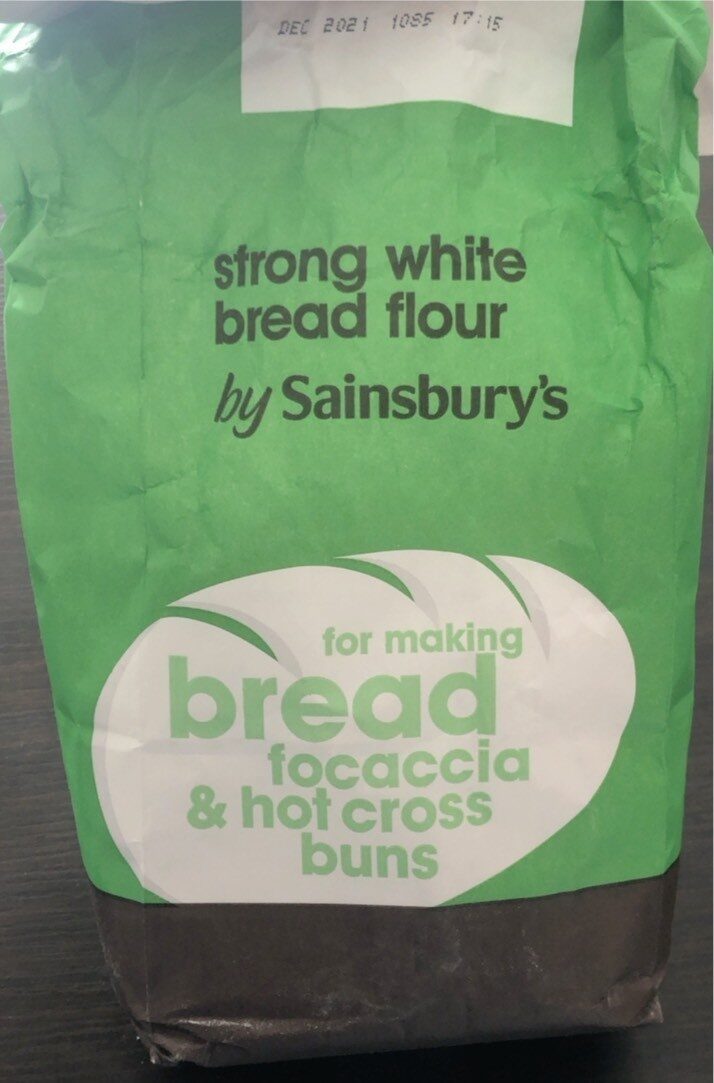 DEC 2021 1085 17:15
strong white
bread flour
by Sainsbury's
for making
bread
focaccia
& hot cross
buns